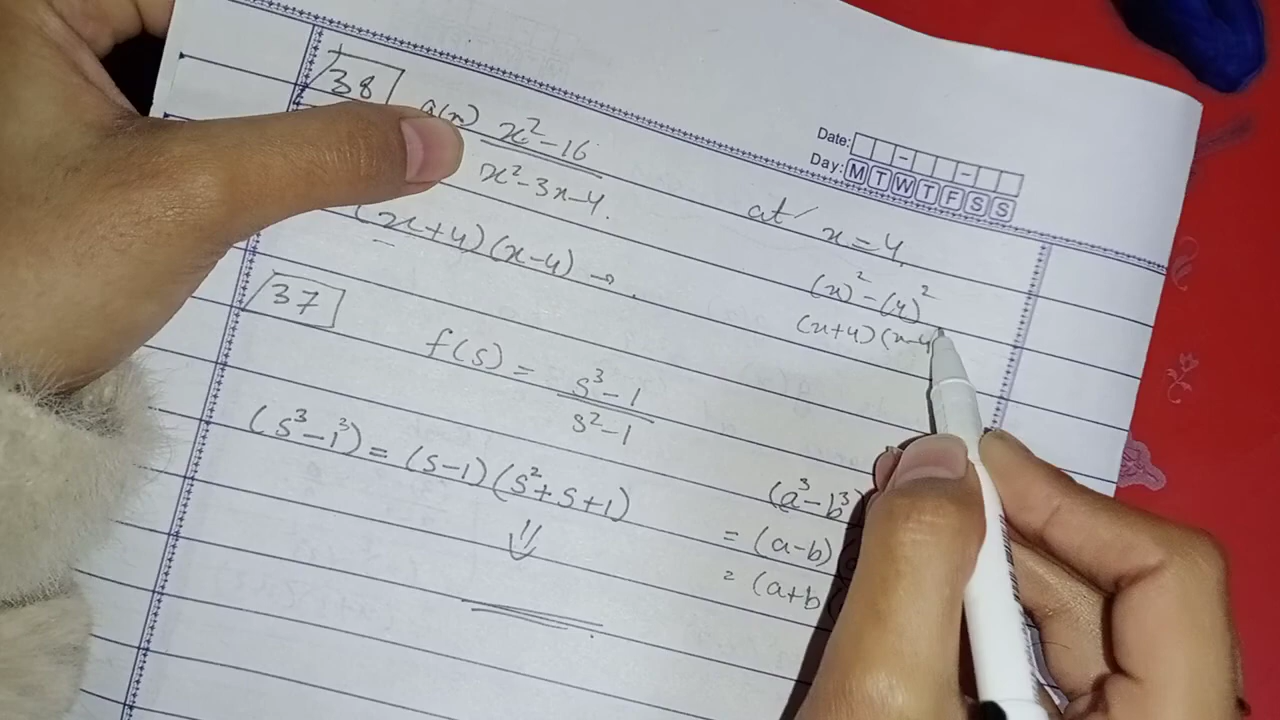 38
(x) x²-16
x²-3x-4.
Date:
Day: M T W T F S S
at x=4
(x+4)(x-4) →.
(x)²-(4)²
(x+4)(x-4
37
f(s) = s³-1
s²-1
(s³-1³) = (s-1)(s²+s+1)
(a³-b³
= (a-b)
= (a+b